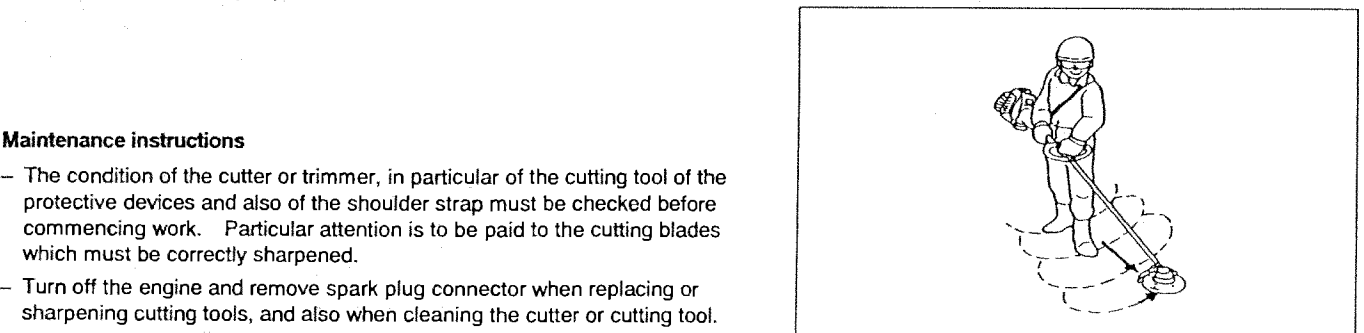 Maintenance instructions
– The condition of the cutter or trimmer, in particular of the cutting tool of the
protective devices and also of the shoulder strap must be checked before
commencing work. Particular attention is to be paid to the cutting blades
which must be correctly sharpened.
– Turn off the engine and remove spark plug connector when replacing or
sharpening cutting tools, and also when cleaning the cutter or cutting tool.